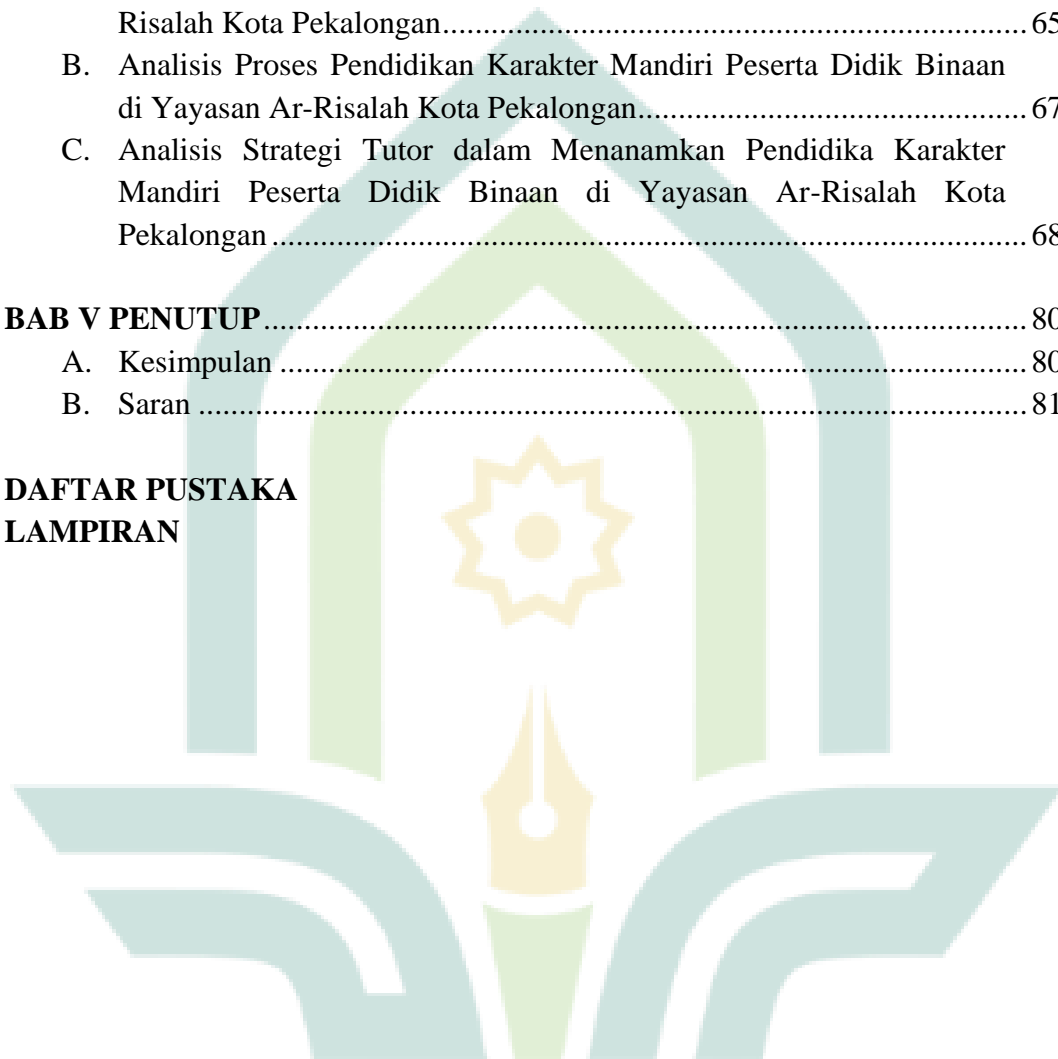 Risalah Kota Pekalongan.......................................................................... 65
B. Analisis Proses Pendidikan Karakter Mandiri Peserta Didik Binaan
di Yayasan Ar-Risalah Kota Pekalongan................................................. 67
C. Analisis Strategi Tutor dalam Menanamkan Pendidika Karakter
Mandiri Peserta Didik Binaan di Yayasan Ar-Risalah Kota
Pekalongan ............................................................................................... 68
BAB V PENUTUP................................................................................................ 80
A. Kesimpulan .............................................................................................. 80
B. Saran ........................................................................................................ 81
DAFTAR PUSTAKA
LAMPIRAN